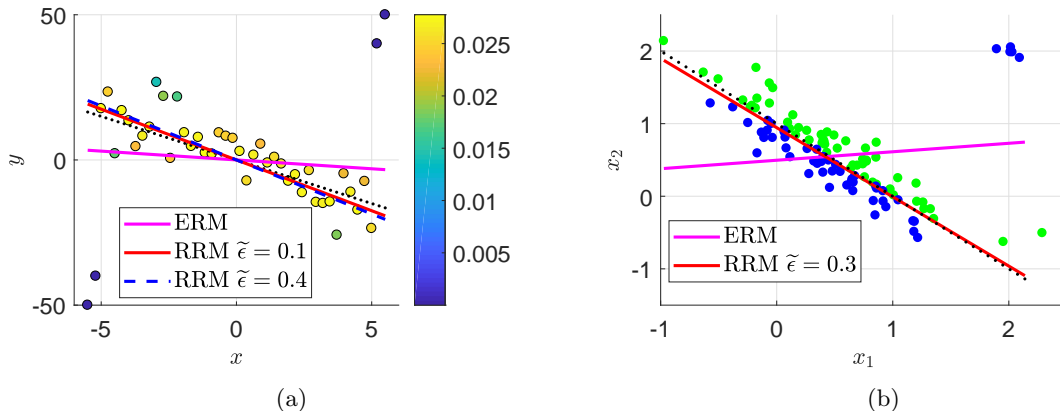 50
0
-50
y
-5
0
5
x
ERM
RRM ϵ̃ = 0.1
RRM ϵ̃ = 0.4
0.025
0.02
0.015
0.01
0.005
(a)
2
1
0
-1
x₂
-1
0
1
2
x₁
ERM
RRM ϵ̃ = 0.3
(b)